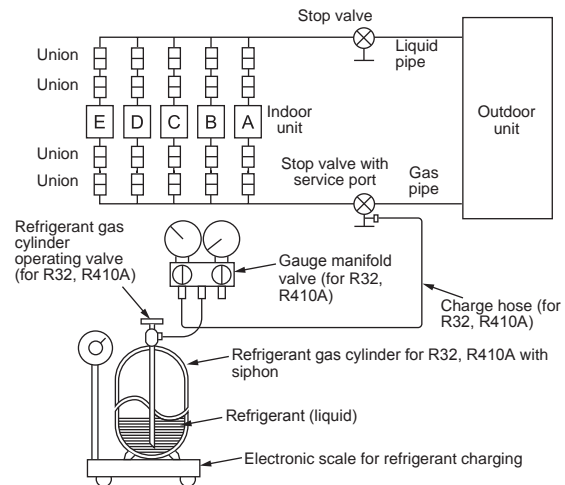 Stop valve
Liquid
pipe
Union
Union
E D C B A
Indoor
unit
Outdoor
unit
Union
Union
Stop valve with
service port
Gas
pipe
Refrigerant gas
cylinder
operating valve
(for R32, R410A)
Gauge manifold
valve (for R32,
R410A)
Charge hose (for
R32, R410A)
Refrigerant gas cylinder for R32, R410A with
siphon
Refrigerant (liquid)
Electronic scale for refrigerant charging